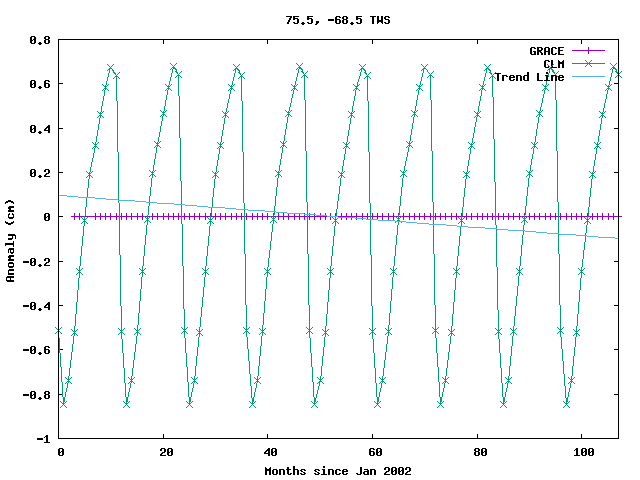 75.5, -68.5 TWS
GRACE
CLM
Trend Line
0.8
0.6
0.4
0.2
0
-0.2
-0.4
-0.6
-0.8
-1
Anomaly (cm)
0 20 40 60 80 100
Months since Jan 2002